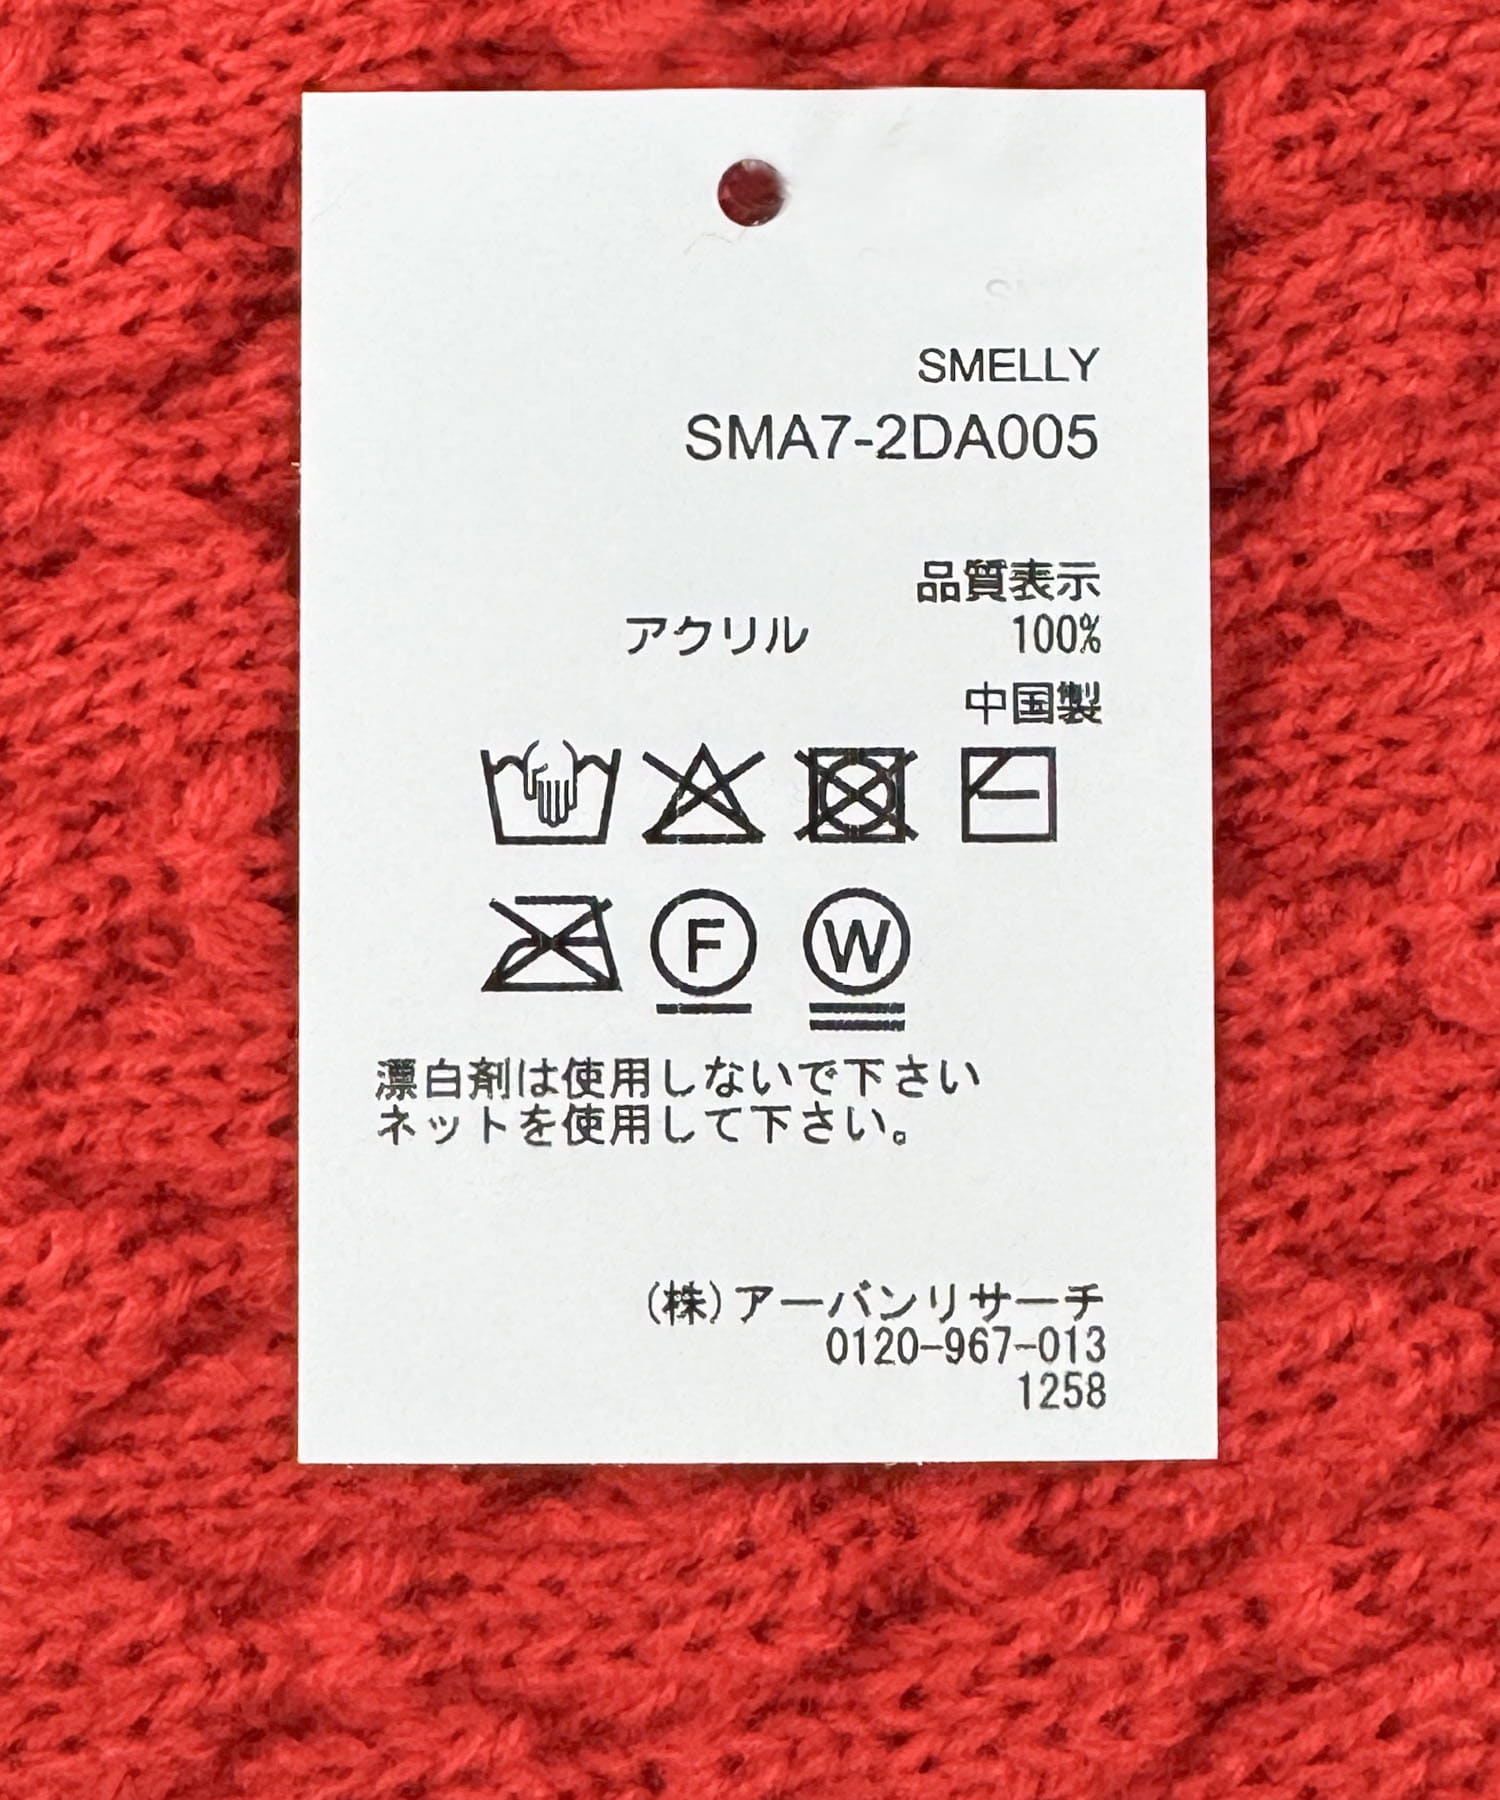 SMELLY
SMA7-2DA005
品質表示
アクリル 100%
中国製
F W
漂白剤は使用しないで下さい
ネットを使用して下さい。
(株)アーバンリサーチ
0120-967-013
1258